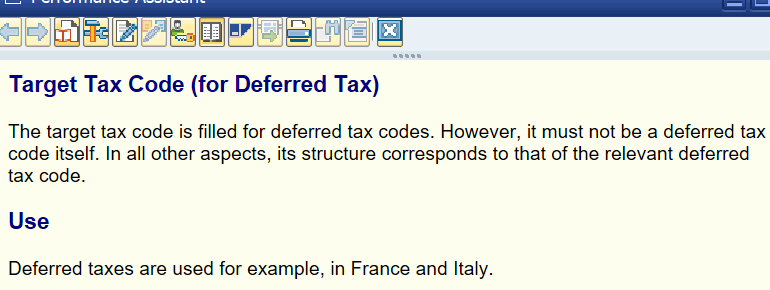 Performance Assistant
Target Tax Code (for Deferred Tax)
The target tax code is filled for deferred tax codes. However, it must not be a deferred tax
code itself. In all other aspects, its structure corresponds to that of the relevant deferred
tax code.
Use
Deferred taxes are used for example, in France and Italy.